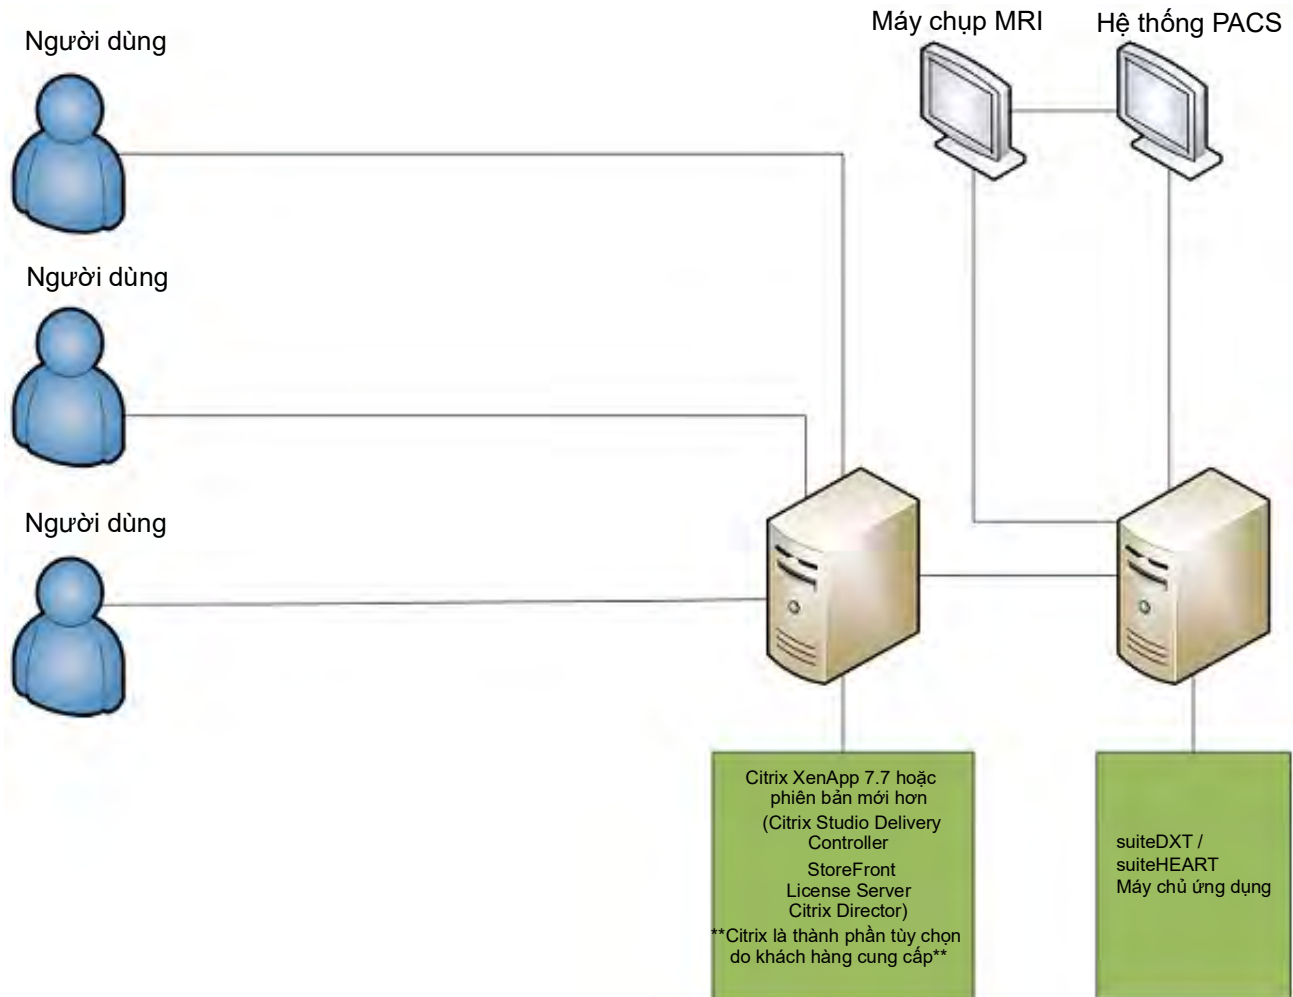 Máy chụp MRI
Hệ thống PACS
Người dùng
Người dùng
Người dùng
Citrix XenApp 7.7 hoặc
phiên bản mới hơn
(Citrix Studio Delivery
Controller
StoreFront
License Server
Citrix Director)
**Citrix là thành phần tùy chọn
do khách hàng cung cấp**
suiteDXT /
suiteHEART
Máy chủ ứng dụng